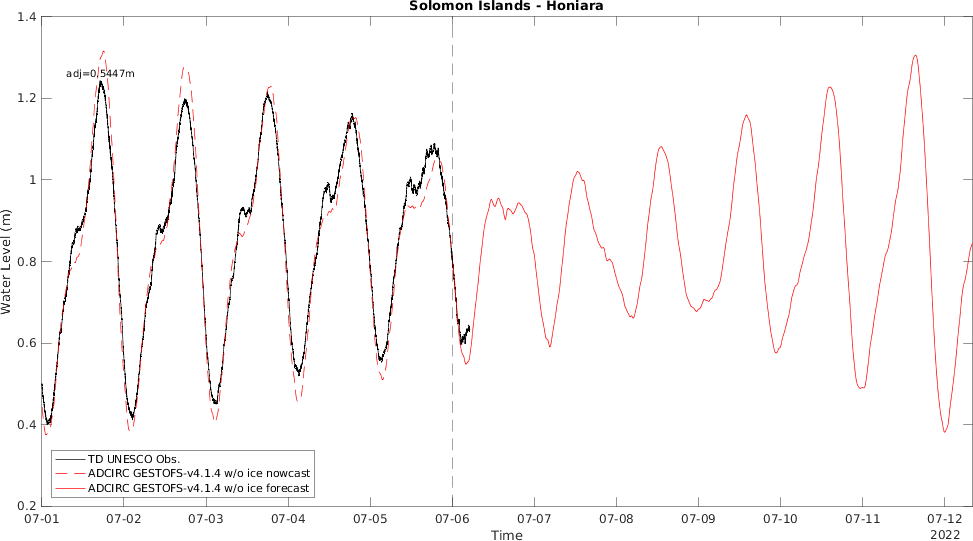 Solomon Islands - Honiara
1.4
1.2
1
0.8
0.6
0.4
0.2
Water Level (m)
adj=0.5447m
TD UNESCO Obs.
ADCIRC GESTOFS-v4.1.4 w/o ice nowcast
ADCIRC GESTOFS-v4.1.4 w/o ice forecast
07-01 07-02 07-03 07-04 07-05 07-06 07-07 07-08 07-09 07-10 07-11 07-12
2022
Time